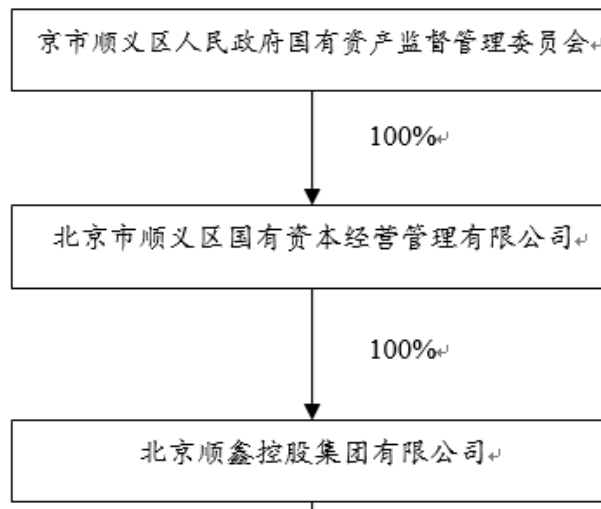 京市顺义区人民政府国有资产监督管理委员会
100%
北京市顺义区国有资本经营管理有限公司
100%
北京顺鑫控股集团有限公司